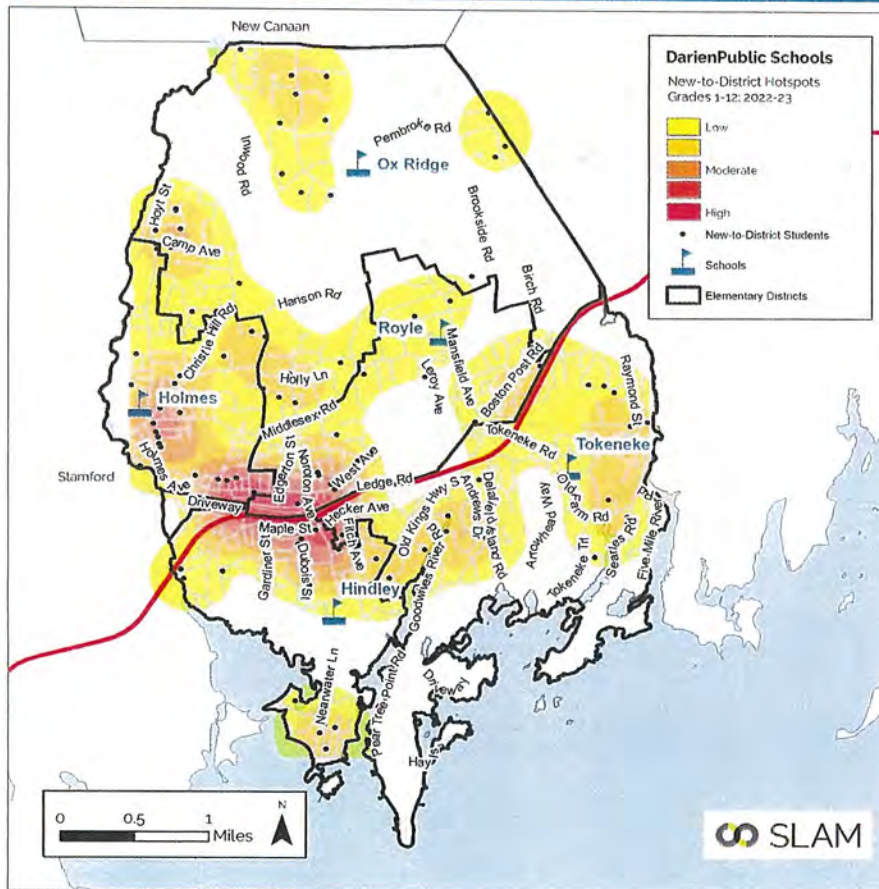 New Canaan
DarienPublic Schools
New-to-District Hotspots
Grades 1-12: 2022-23
Low
Moderate
High
New-to-District Students
Schools
Elementary Districts
Inwood Rd
Pembroke Rd
Ox Ridge
Hoyt St
Camp Ave
Brookside Rd
Birch Rd
Hanson Rd
Christie Hill Rd
Royle
Mansfield Ave
Leroy Ave
Holly Ln
Boston Post Rd
Raymond St
Middlesex Rd
Holmes
Tokeneke Rd
Tokeneke
Stamford
Holmes Ave
Edgerton St
Noroton Ave
West Ave
Ledge Rd
Driveway
Hecker Ave
Maple St
Fitch Ave
Old Kings Hwy S
Andrews Dr
Delafield Island Rd
Arrowhead Way
Old Farm Rd
Gardiner St
Dubois St
Hindley
Goodwives River Rd
Tokeneke Trl
Searles Rd
Five Mile River Rd
Nearwater Ln
Pear Tree Point Rd
Driveway
Hay Is
0 0.5 1
Miles
N
SLAM